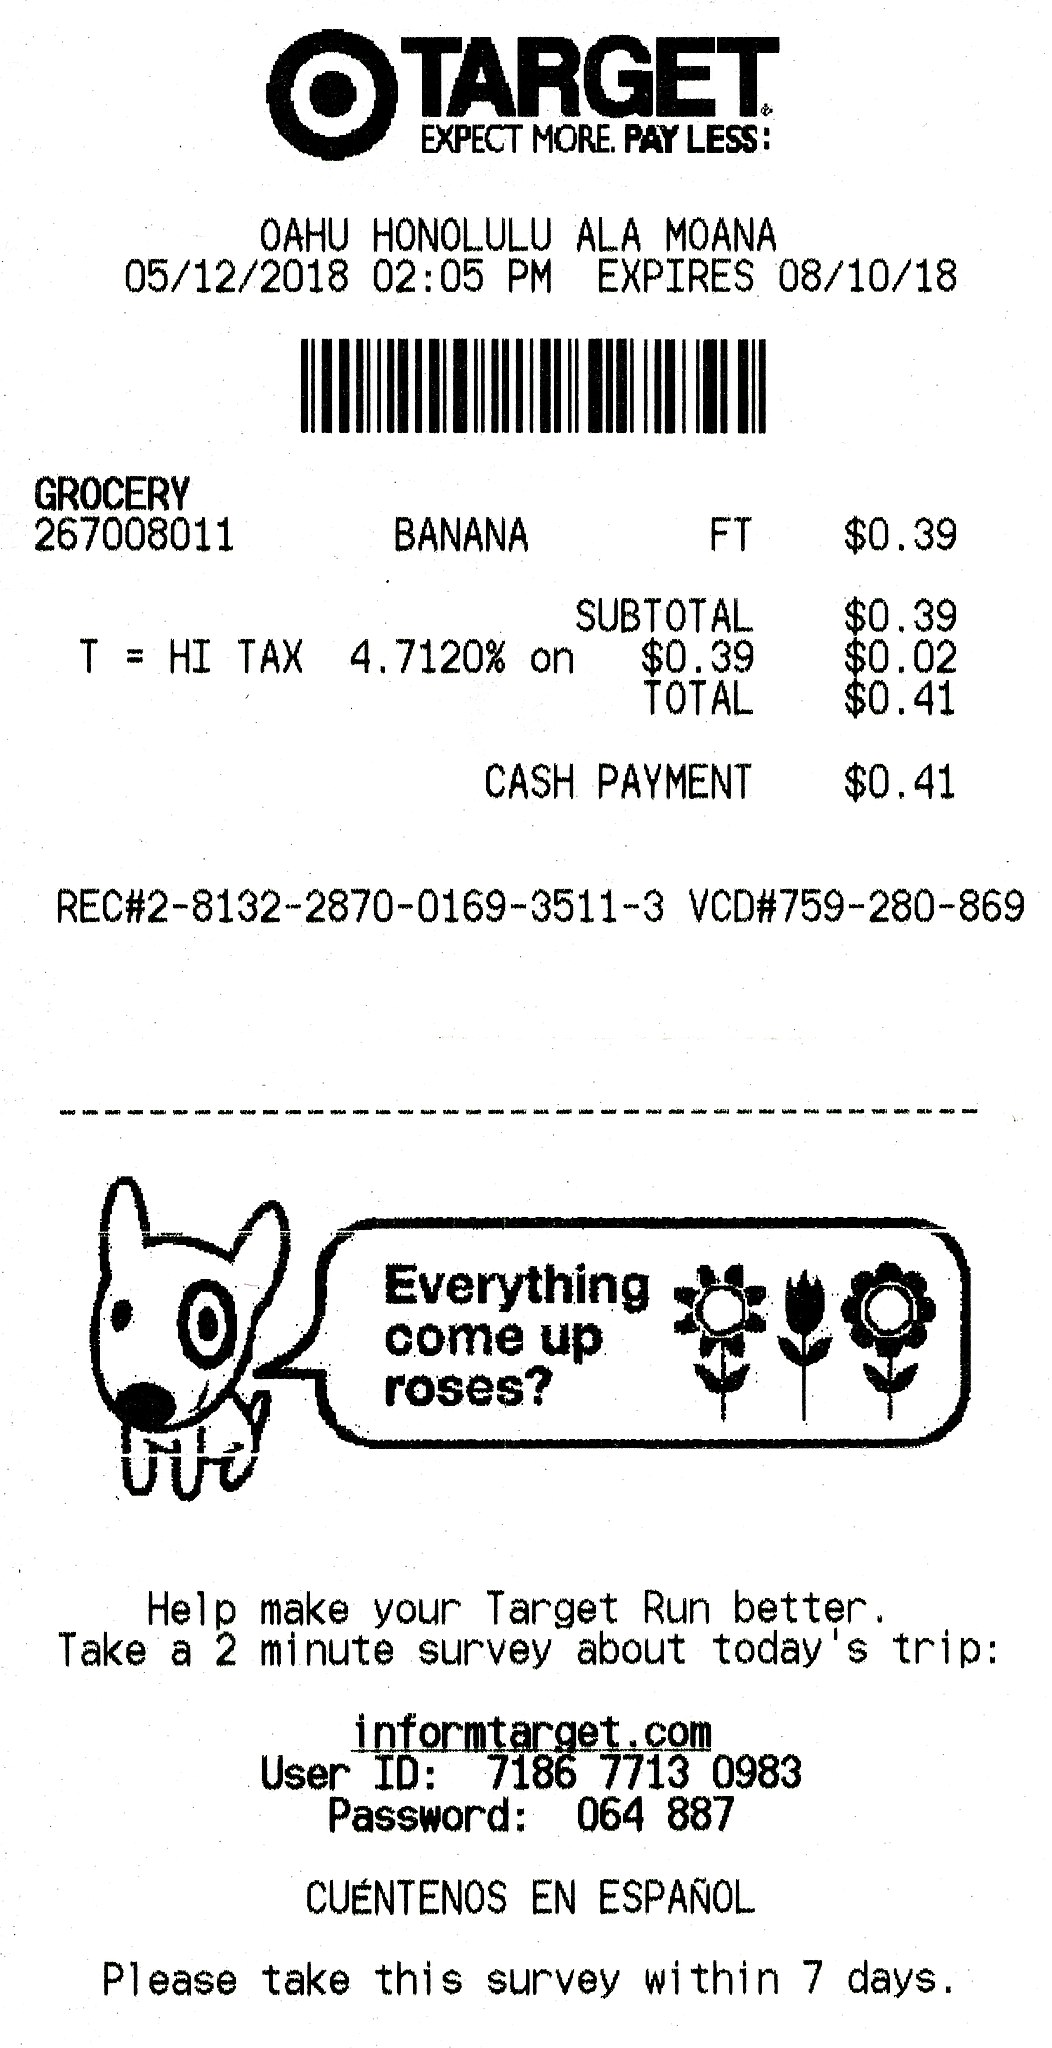 TARGET
EXPECT MORE. PAY LESS:
OAHU HONOLULU ALA MOANA
05/12/2018 02:05 PM EXPIRES 08/10/18
GROCERY
267008011 BANANA FT $0.39
SUBTOTAL $0.39
T = HI TAX 4.7120% on $0.39 $0.02
TOTAL $0.41
CASH PAYMENT $0.41
REC#2-8132-2870-0169-3511-3 VCD#759-280-869
Everything
come up
roses?
Help make your Target Run better.
Take a 2 minute survey about today's trip:
informtarget.com
User ID: 7186 7713 0983
Password: 064 887
CUÉNTENOS EN ESPAÑOL
Please take this survey within 7 days.